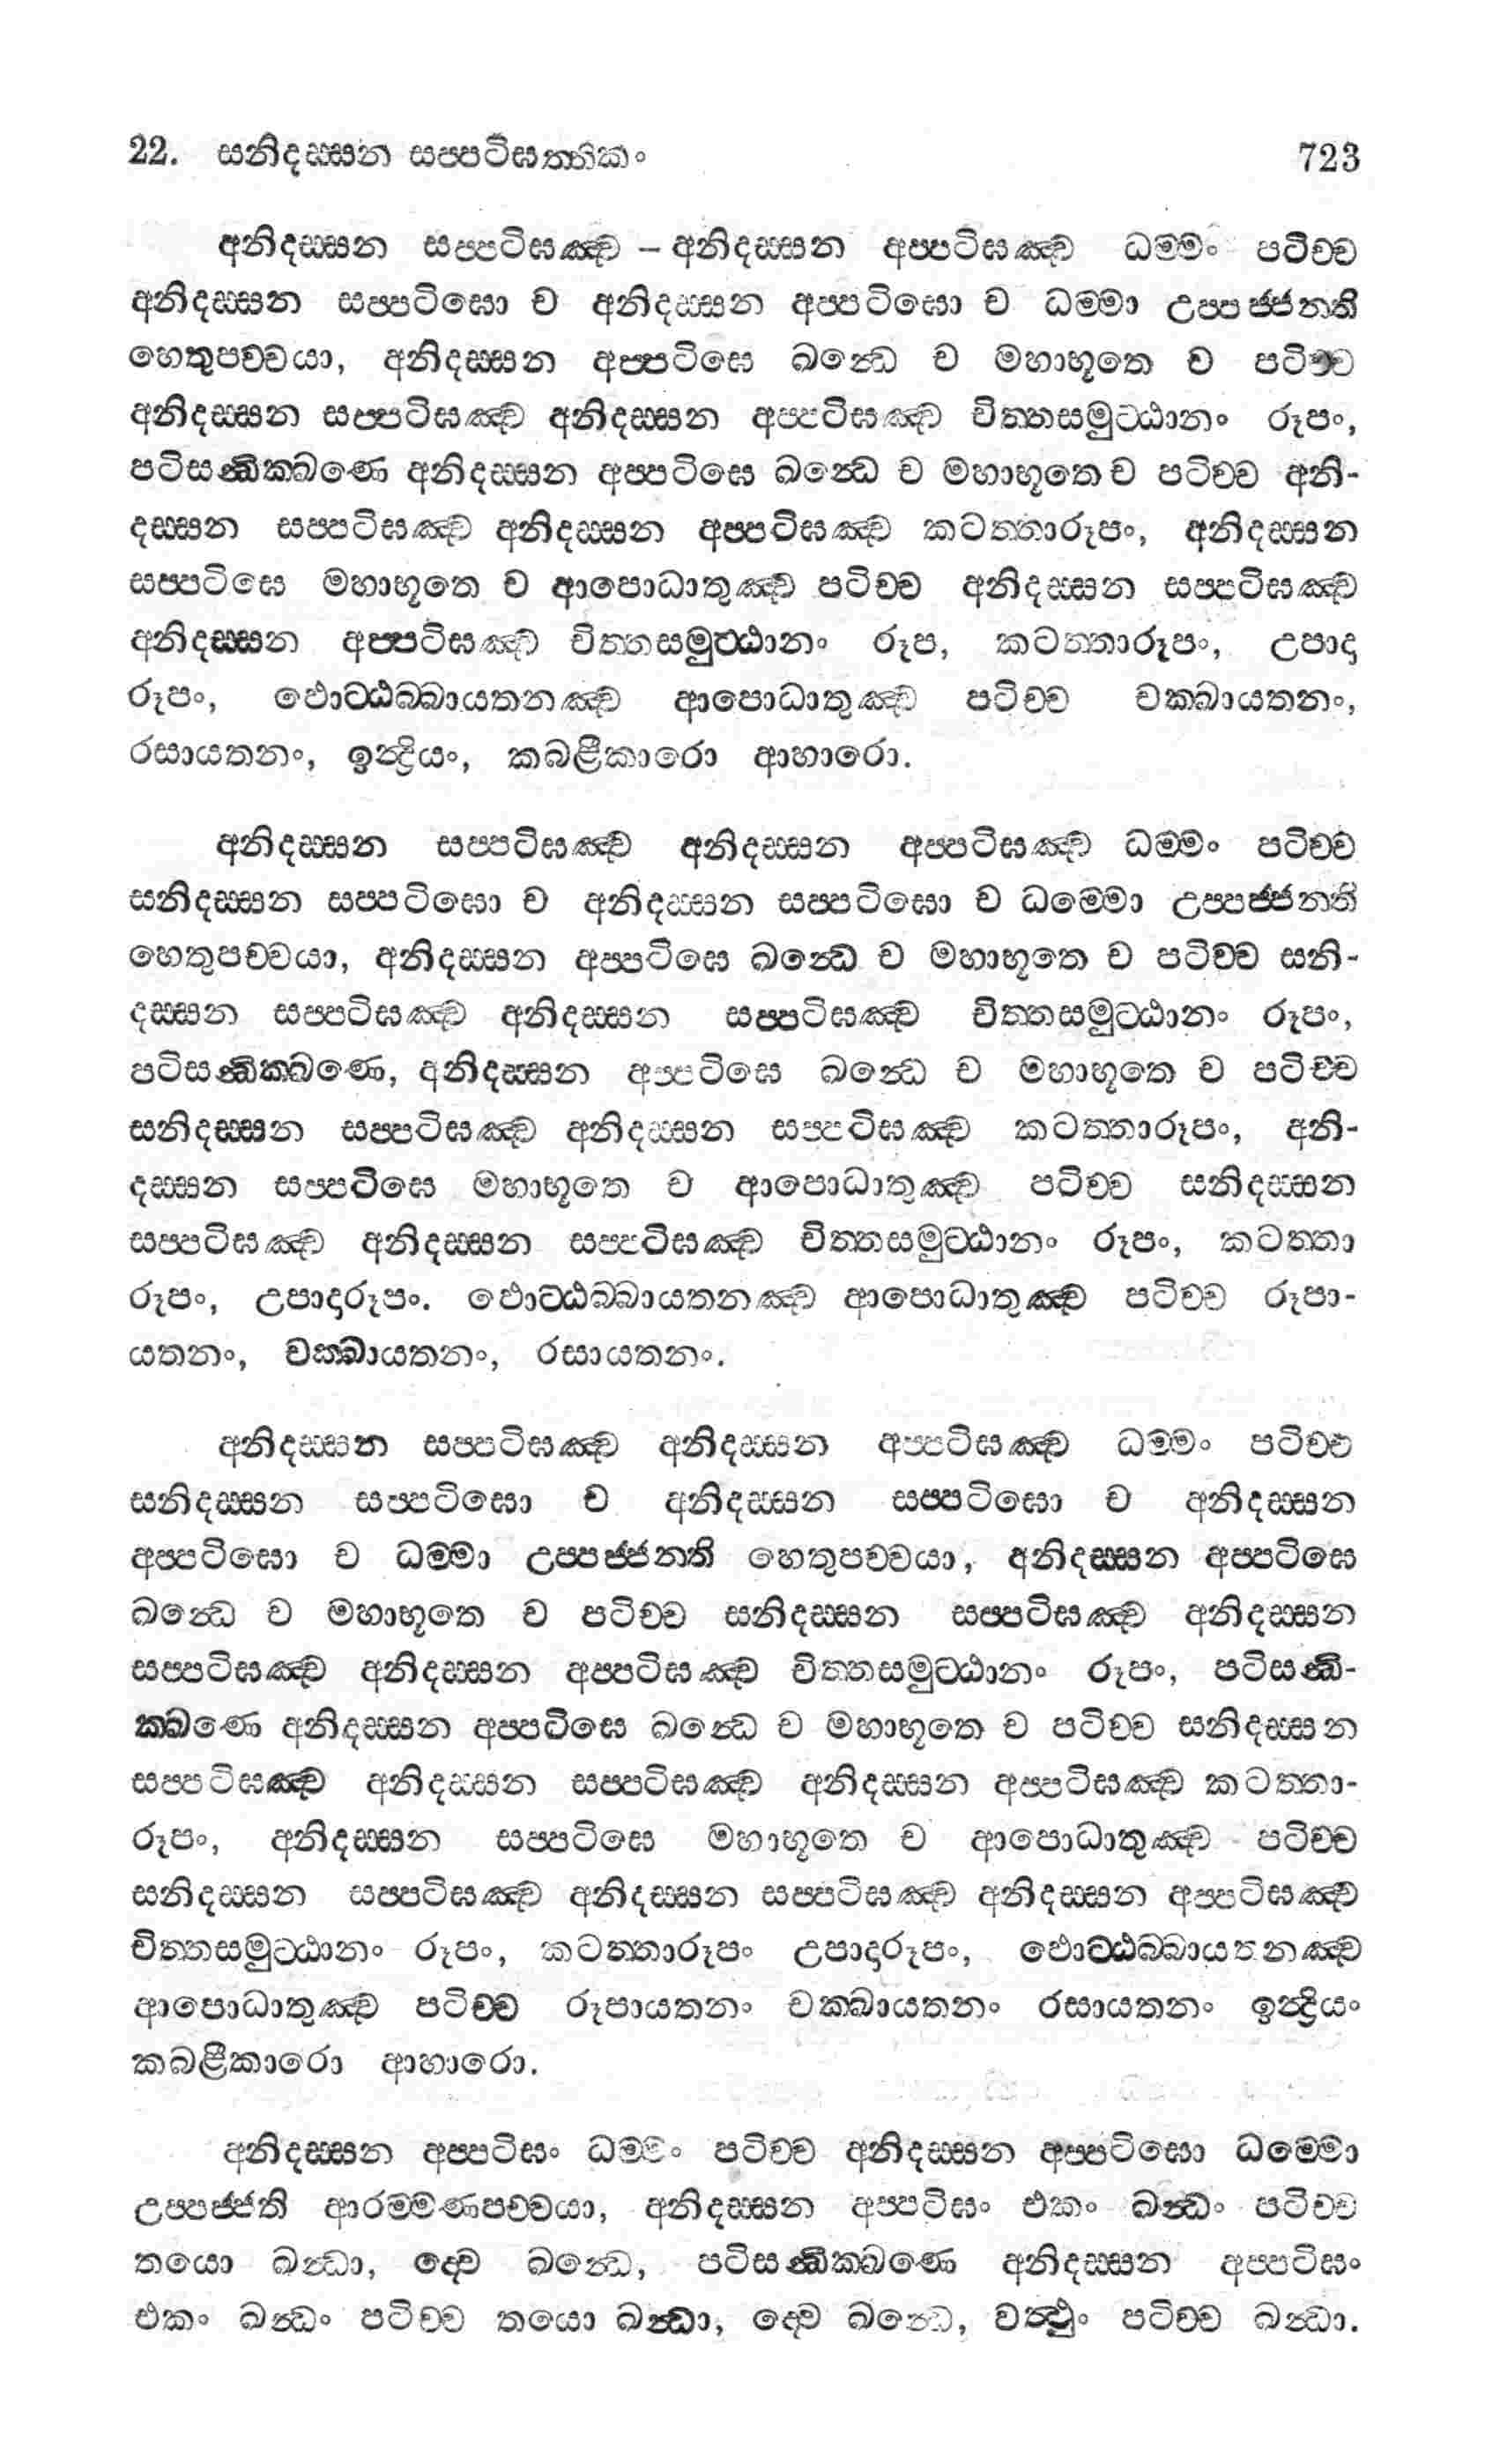 22. සනිදස්සන සප්පටිඝත්තිකං 723
අනිදස්සන සප්පටිඝඤ්ච – අනිදස්සන අප්පටිඝඤ්ච ධම්මං පටිච්ච
අනිදස්සන සප්පටිඝො ච අනිදස්සන අප්පටිඝො ච ධම්මා උප්පජ්ජන්ති
හෙතුපච්චයා, අනිදස්සන අප්පටිඝෙ ඛන්ධෙ ච මහාභූතෙ ච පටිච්ච
අනිදස්සන සප්පටිඝඤ්ච අනිදස්සන අප්පටිඝඤ්ච චිත්තසමුට්ඨානං රූපං,
පටිසන්ධික්ඛණෙ අනිදස්සන අප්පටිඝෙ ඛන්ධෙ ච මහාභූතෙ ච පටිච්ච අනි-
දස්සන සප්පටිඝඤ්ච අනිදස්සන අප්පටිඝඤ්ච කටත්තාරූපං, අනිදස්සන
සප්පටිඝෙ මහාභූතෙ ච ආපොධාතුඤ්ච පටිච්ච අනිදස්සන සප්පටිඝඤ්ච
අනිදස්සන අප්පටිඝඤ්ච චිත්තසමුට්ඨානං රූප, කටත්තාරූපං, උපාදා
රූපං, ඵොට්ඨබ්බායතනඤ්ච ආපොධාතුඤ්ච පටිච්ච චක්ඛායතනං,
රසායතනං, ඉන්ද්‍රියං, කබළීකාරො ආහාරො.
අනිදස්සන සප්පටිඝඤ්ච අනිදස්සන අප්පටිඝඤ්ච ධම්මං පටිච්ච
සනිදස්සන සප්පටිඝො ච අනිදස්සන සප්පටිඝො ච ධම්මො උප්පජ්ජන්ති
හෙතුපච්චයා, අනිදස්සන අප්පටිඝෙ ඛන්ධෙ ච මහාභූතෙ ච පටිච්ච සනි-
දස්සන සප්පටිඝඤ්ච අනිදස්සන සප්පටිඝඤ්ච චිත්තසමුට්ඨානං රූපං,
පටිසන්ධික්ඛණෙ, අනිදස්සන අප්පටිඝෙ ඛන්ධෙ ච මහාභූතෙ ච පටිච්ච
සනිදස්සන සප්පටිඝඤ්ච අනිදස්සන සප්පටිඝඤ්ච කටත්තාරූපං, අනි-
දස්සන සප්පටිඝෙ මහාභූතෙ ච ආපොධාතුඤ්ච පටිච්ච සනිදස්සන
සප්පටිඝඤ්ච අනිදස්සන සප්පටිඝඤ්ච චිත්තසමුට්ඨානං රූපං, කටත්තා
රූපං, උපාදාරූපං. ඵොට්ඨබ්බායතනඤ්ච ආපොධාතුඤ්ච පටිච්ච රූපා-
යතනං, චක්ඛායතනං, රසායතනං.
අනිදස්සන සප්පටිඝඤ්ච අනිදස්සන අප්පටිඝඤ්ච ධම්මං පටිච්ච
සනිදස්සන සප්පටිඝො ච අනිදස්සන සප්පටිඝො ච අනිදස්සන
අප්පටිඝො ච ධම්මා උප්පජ්ජන්ති හෙතුපච්චයා, අනිදස්සන අප්පටිඝෙ
ඛන්ධෙ ච මහාභූතෙ ච පටිච්ච සනිදස්සන සප්පටිඝඤ්ච අනිදස්සන
සප්පටිඝඤ්ච අනිදස්සන අප්පටිඝඤ්ච චිත්තසමුට්ඨානං රූපං, පටිසන්ධි-
ක්ඛණෙ අනිදස්සන අප්පටිඝෙ ඛන්ධෙ ච මහාභූතෙ ච පටිච්ච සනිදස්සන
සප්පටිඝඤ්ච අනිදස්සන සප්පටිඝඤ්ච අනිදස්සන අප්පටිඝඤ්ච කටත්තා-
රූපං, අනිදස්සන සප්පටිඝෙ මහාභූතෙ ච ආපොධාතුඤ්ච පටිච්ච
සනිදස්සන සප්පටිඝඤ්ච අනිදස්සන සප්පටිඝඤ්ච අනිදස්සන අප්පටිඝඤ්ච
චිත්තසමුට්ඨානං රූපං, කටත්තාරූපං උපාදාරූපං, ඵොට්ඨබ්බායතනඤ්ච
ආපොධාතුඤ්ච පටිච්ච රූපායතනං චක්ඛායතනං රසායතනං ඉන්ද්‍රියං
කබළීකාරො ආහාරො.
අනිදස්සන අප්පටිඝං ධම්මං පටිච්ච අනිදස්සන අප්පටිඝො ධම්මො
උප්පජ්ජති ආරම්මණපච්චයා, අනිදස්සන අප්පටිඝං එකං ඛන්ධං පටිච්ච
තයො ඛන්ධා, ද්වෙ ඛන්ධෙ, පටිසන්ධික්ඛණෙ අනිදස්සන අප්පටිඝං
එකං ඛන්ධං පටිච්ච තයො ඛන්ධා, ද්වෙ ඛන්ධෙ, වත්ථුං පටිච්ච ඛන්ධා.